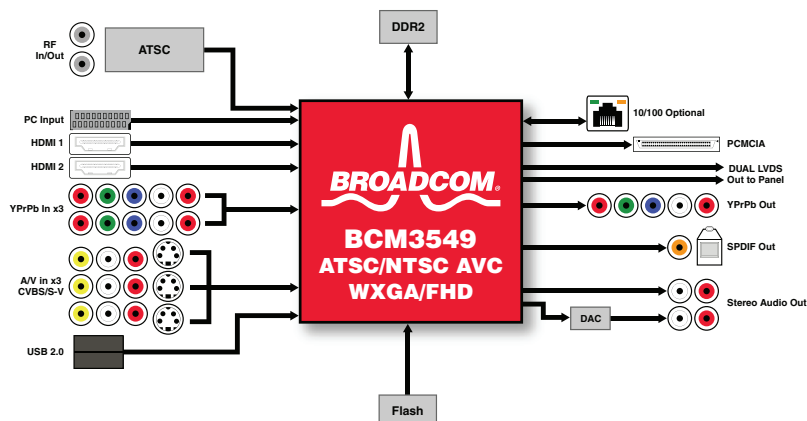 RF
In/Out
ATSC
DDR2
PC Input
HDMI 1
HDMI 2
YPrPb In x3
A/V in x3
CVBS/S-V
USB 2.0
BROADCOM®
BCM3549
ATSC/NTSC AVC
WXGA/FHD
10/100 Optional
PCMCIA
DUAL LVDS
Out to Panel
YPrPb Out
SPDIF Out
Stereo Audio Out
DAC
Flash